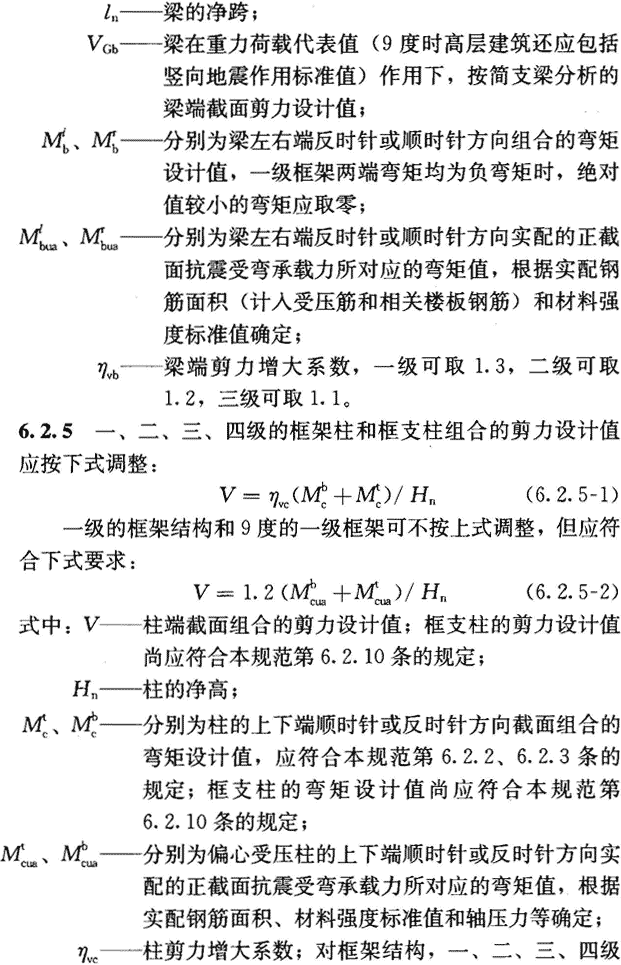 lₙ——梁的净跨；
V_Gb——梁在重力荷载代表值（9 度时高层建筑还应包括
竖向地震作用标准值）作用下，按简支梁分析的
梁端截面剪力设计值；
M_b^l、M_b^r——分别为梁左右端反时针或顺时针方向组合的弯矩
设计值，一级框架两端弯矩均为负弯矩时，绝对
值较小的弯矩应取零；
M_bua^l、M_bua^r——分别为梁左右端反时针或顺时针方向实配的正截
面抗震受弯承载力所对应的弯矩值，根据实配钢
筋面积（计入受压筋和相关楼板钢筋）和材料强
度标准值确定；
η_vb——梁端剪力增大系数，一级可取 1.3，二级可取
1.2，三级可取 1.1。
6.2.5 一、二、三、四级的框架柱和框支柱组合的剪力设计值
应按下式调整：
V = η_vc(M_c^b + M_c^t)/ H_n (6.2.5-1)
一级的框架结构和 9 度的一级框架可不按上式调整，但应符
合下式要求：
V = 1.2 (M_cua^b + M_cua^t)/ H_n (6.2.5-2)
式中：V——柱端截面组合的剪力设计值；框支柱的剪力设计值
尚应符合本规范第 6.2.10 条的规定；
H_n——柱的净高；
M_c^t、M_c^b——分别为柱的上下端顺时针或反时针方向截面组合的
弯矩设计值，应符合本规范第 6.2.2、6.2.3 条的
规定；框支柱的弯矩设计值尚应符合本规范第
6.2.10 条的规定；
M_cua^t、M_cua^b——分别为偏心受压柱的上下端顺时针或反时针方向实
配的正截面抗震受弯承载力所对应的弯矩值，根据
实配钢筋面积、材料强度标准值和轴压力等确定；
η_vc——柱剪力增大系数；对框架结构，一、二、三、四级